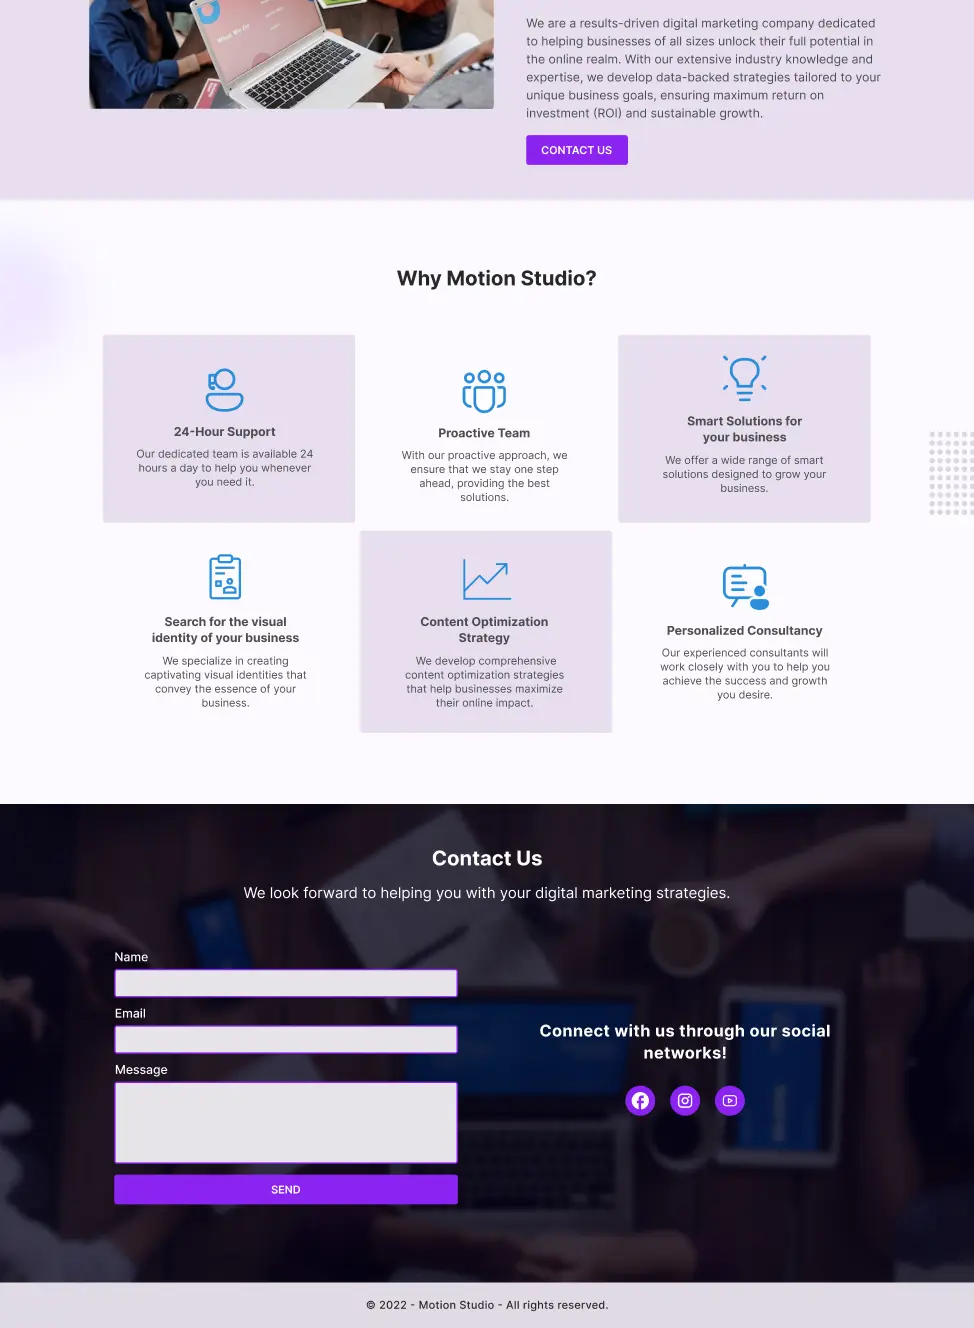 What We Do
We are a results-driven digital marketing company dedicated
to helping businesses of all sizes unlock their full potential in
the online realm. With our extensive industry knowledge and
expertise, we develop data-backed strategies tailored to your
unique business goals, ensuring maximum return on
investment (ROI) and sustainable growth.
CONTACT US
Why Motion Studio?
24-Hour Support
Our dedicated team is available 24
hours a day to help you whenever
you need it.
Proactive Team
With our proactive approach, we
ensure that we stay one step
ahead, providing the best
solutions.
Smart Solutions for
your business
We offer a wide range of smart
solutions designed to grow your
business.
Search for the visual
identity of your business
We specialize in creating
captivating visual identities that
convey the essence of your
business.
Content Optimization
Strategy
We develop comprehensive
content optimization strategies
that help businesses maximize
their online impact.
Personalized Consultancy
Our experienced consultants will
work closely with you to help you
achieve the success and growth
you desire.
Contact Us
We look forward to helping you with your digital marketing strategies.
Name
Email
Message
SEND
Connect with us through our social
networks!
© 2022 - Motion Studio - All rights reserved.